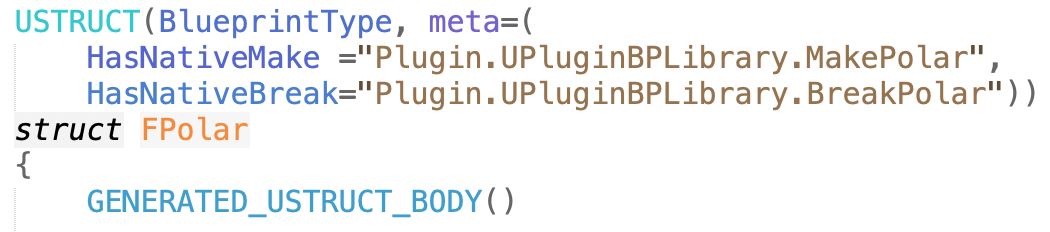 USTRUCT(BlueprintType, meta=(
    HasNativeMake ="Plugin.UPluginBPLibrary.MakePolar",
    HasNativeBreak="Plugin.UPluginBPLibrary.BreakPolar"))
struct FPolar
{
    GENERATED_USTRUCT_BODY()